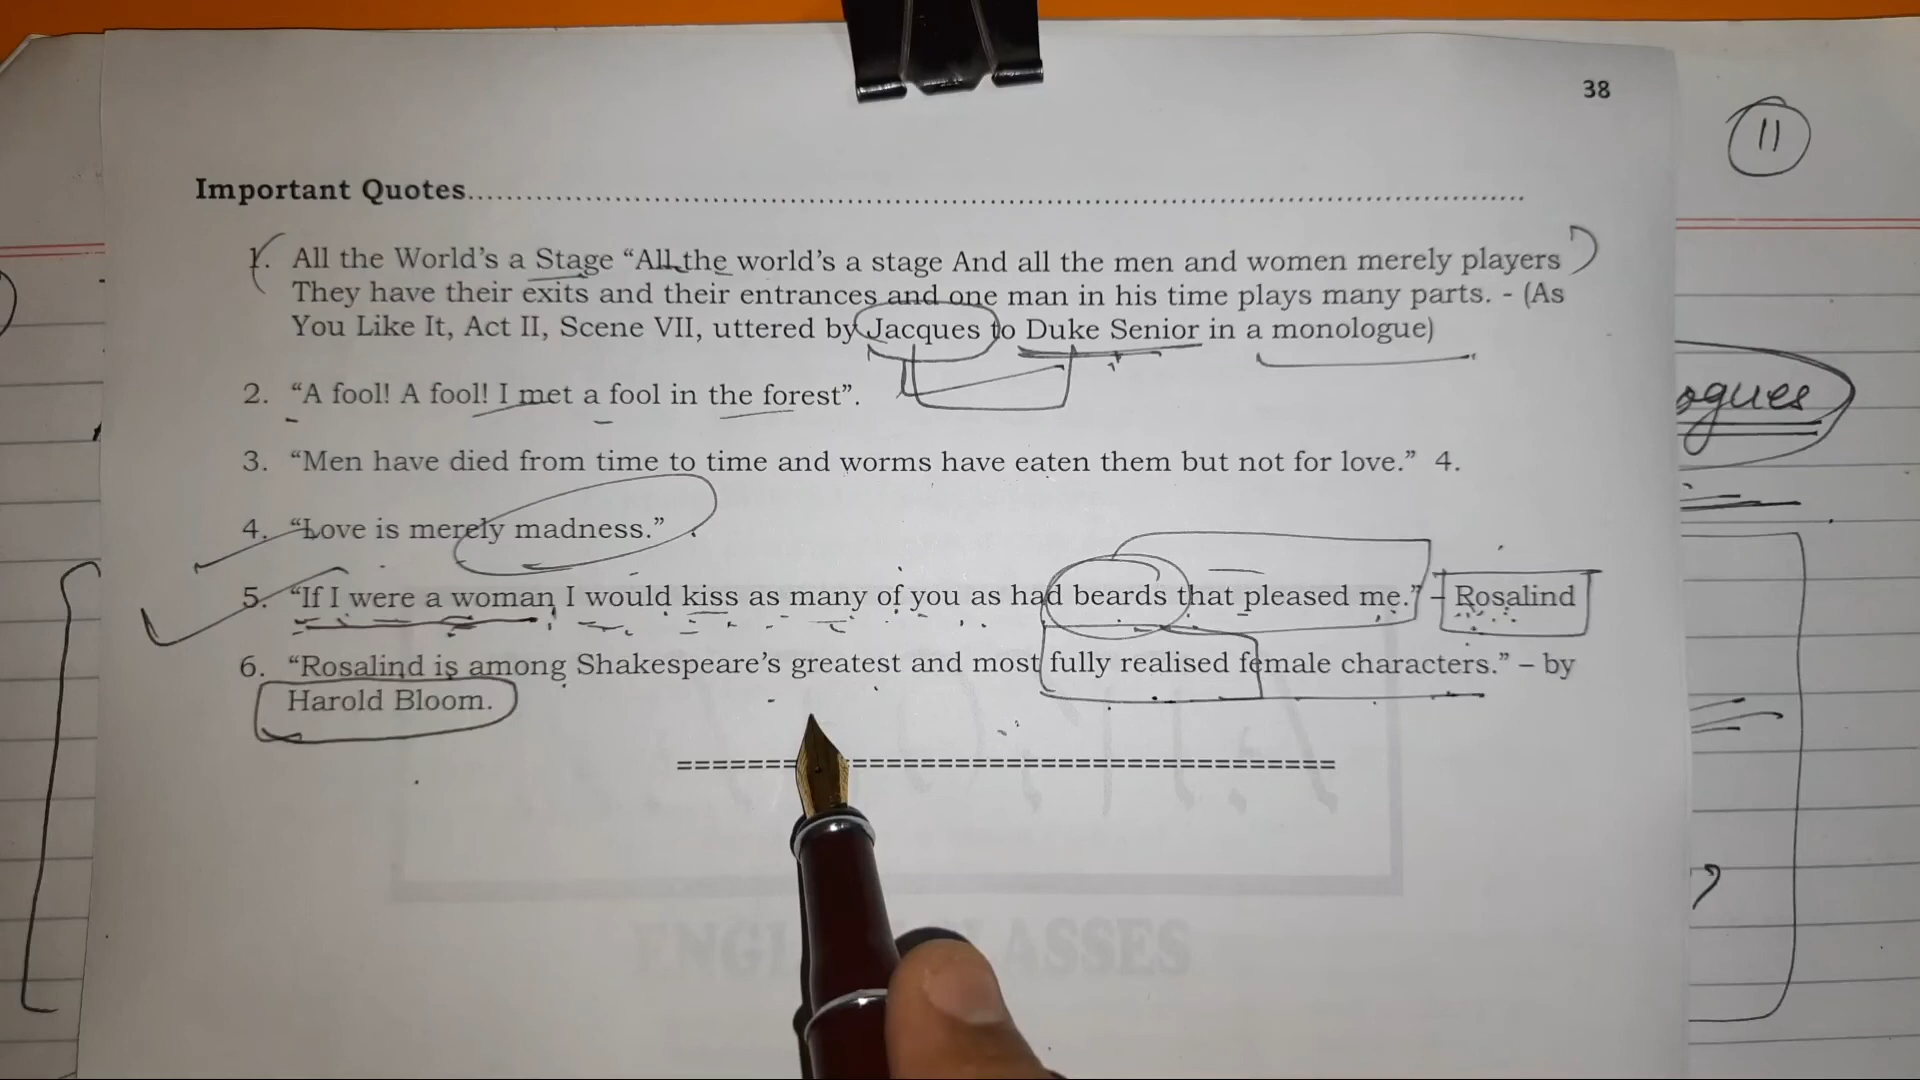 38
11
Important Quotes
1. All the World's a Stage “All the world's a stage And all the men and women merely players
They have their exits and their entrances and one man in his time plays many parts. - (As
You Like It, Act II, Scene VII, uttered by Jacques to Duke Senior in a monologue)
2. “A fool! A fool! I met a fool in the forest”.
ogues
3. “Men have died from time to time and worms have eaten them but not for love.” 4.
4. “Love is merely madness.”
5. “If I were a woman I would kiss as many of you as had beards that pleased me.” – Rosalind
6. “Rosalind is among Shakespeare's greatest and most fully realised female characters.” – by
Harold Bloom.